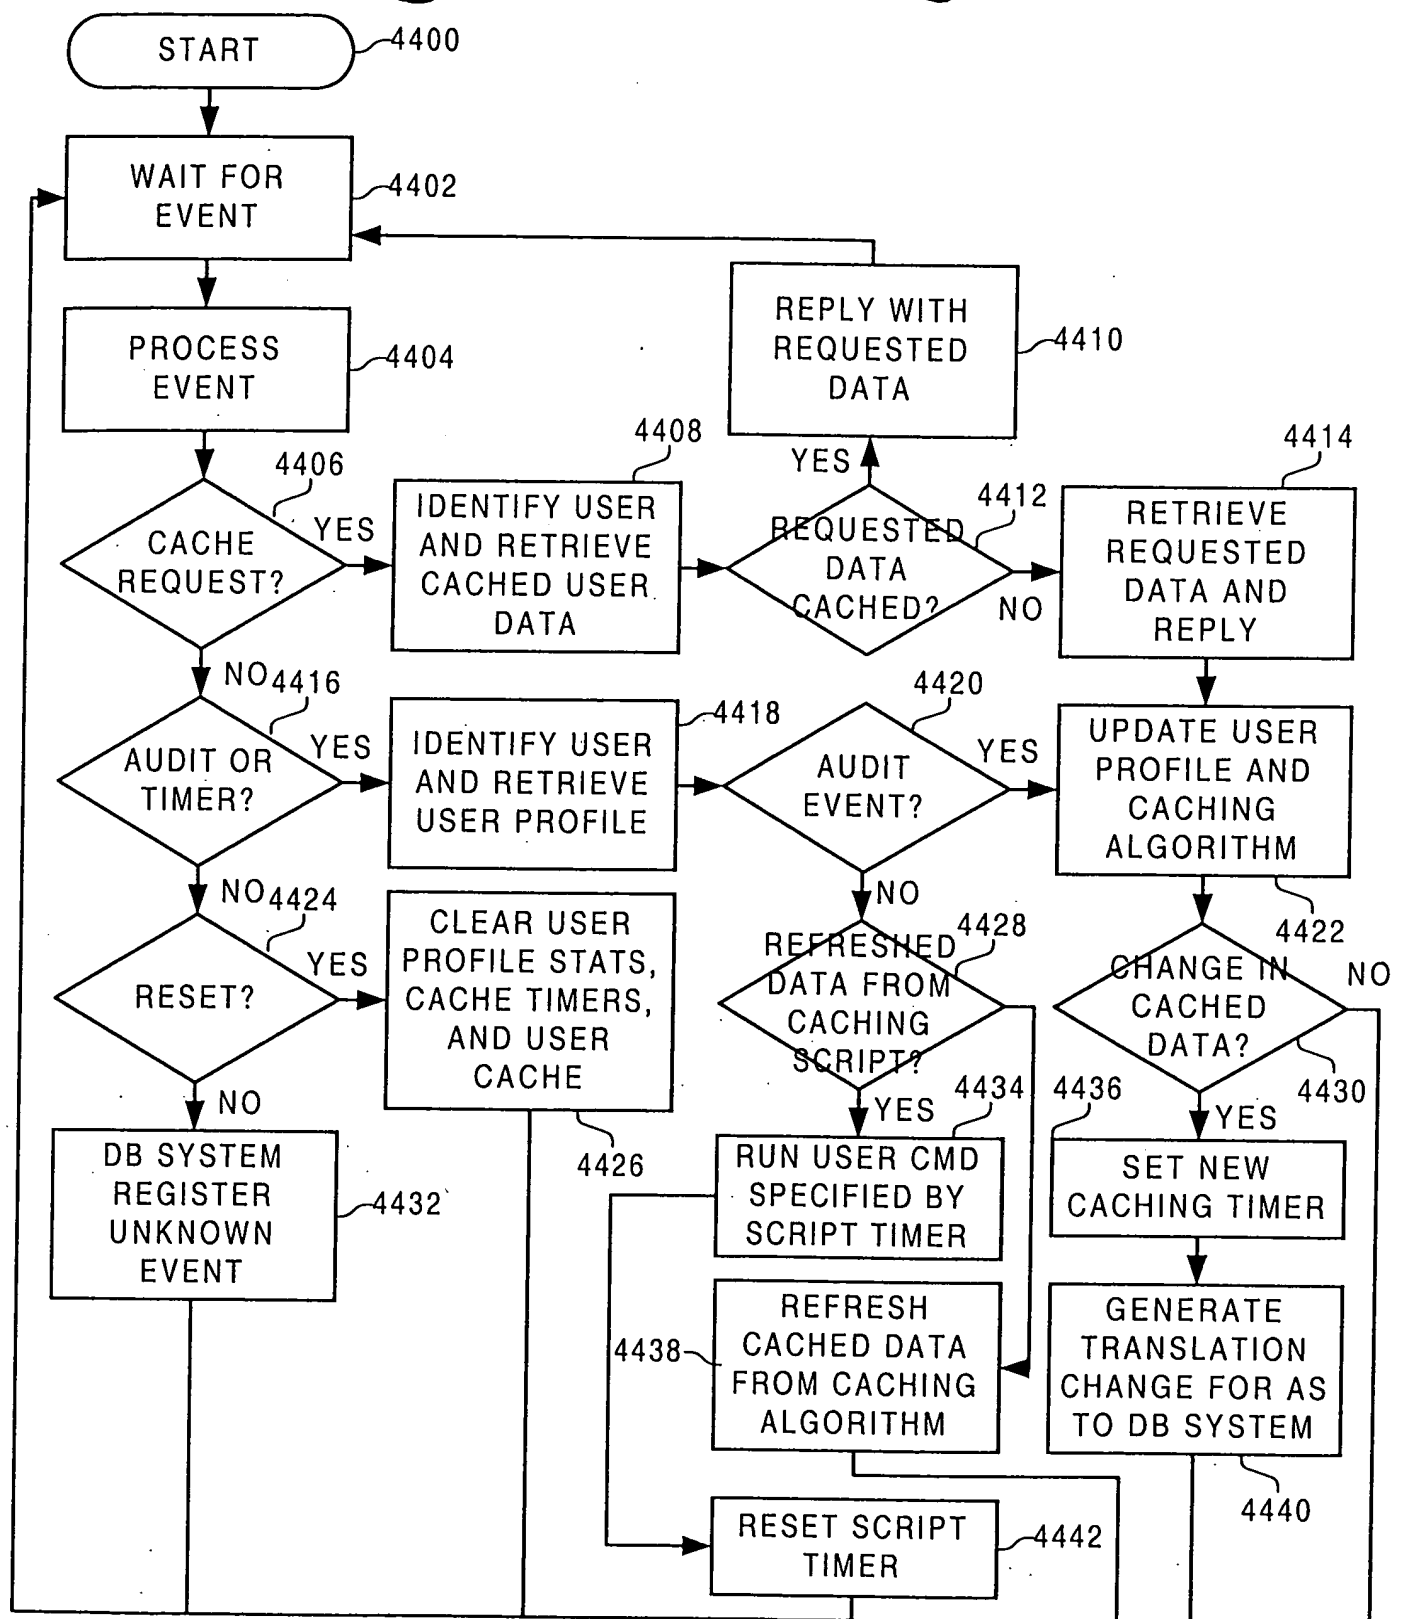 START
4400
WAIT FOR
EVENT
4402
PROCESS
EVENT
4404
REPLY WITH
REQUESTED
DATA
4410
YES
4406
CACHE
REQUEST?
YES
4408
IDENTIFY USER
AND RETRIEVE
CACHED USER
DATA
4412
REQUESTED
DATA
CACHED?
NO
4414
RETRIEVE
REQUESTED
DATA AND
REPLY
NO
4416
AUDIT OR
TIMER?
YES
4418
IDENTIFY USER
AND RETRIEVE
USER PROFILE
4420
AUDIT
EVENT?
YES
UPDATE USER
PROFILE AND
CACHING
ALGORITHM
4422
NO
4424
RESET?
YES
CLEAR USER
PROFILE STATS,
CACHE TIMERS,
AND USER
CACHE
4426
NO
4428
REFRESHED
DATA FROM
CACHING
SCRIPT?
YES
CHANGE IN
CACHED
DATA?
NO
4430
YES
NO
DB SYSTEM
REGISTER
UNKNOWN
EVENT
4432
4434
RUN USER CMD
SPECIFIED BY
SCRIPT TIMER
4436
SET NEW
CACHING TIMER
4438
REFRESH
CACHED DATA
FROM CACHING
ALGORITHM
GENERATE
TRANSLATION
CHANGE FOR AS
TO DB SYSTEM
4440
RESET SCRIPT
TIMER
4442